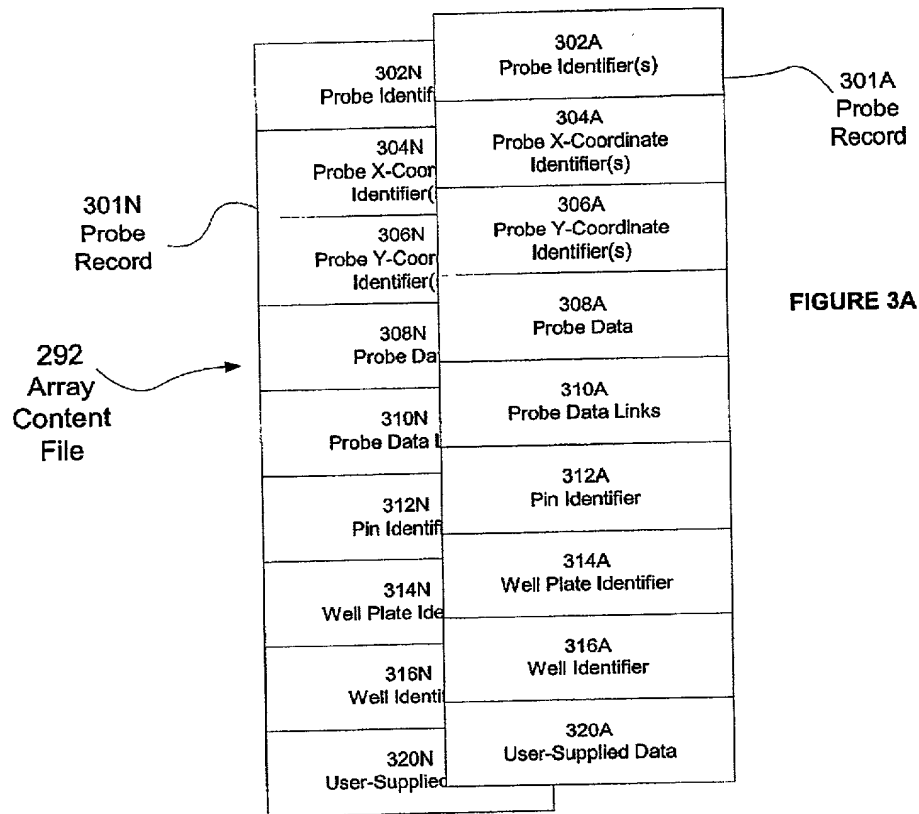 302A
Probe Identifier(s)
304A
Probe X-Coordinate
Identifier(s)
306A
Probe Y-Coordinate
Identifier(s)
308A
Probe Data
310A
Probe Data Links
312A
Pin Identifier
314A
Well Plate Identifier
316A
Well Identifier
320A
User-Supplied Data
301A
Probe
Record
302N
Probe Identif
304N
Probe X-Coor
Identifier(
306N
Probe Y-Coor
Identifier(
308N
Probe Da
310N
Probe Data L
312N
Pin Identif
314N
Well Plate Ide
316N
Well Identi
320N
User-Supplied
301N
Probe
Record
292
Array
Content
File
FIGURE 3A